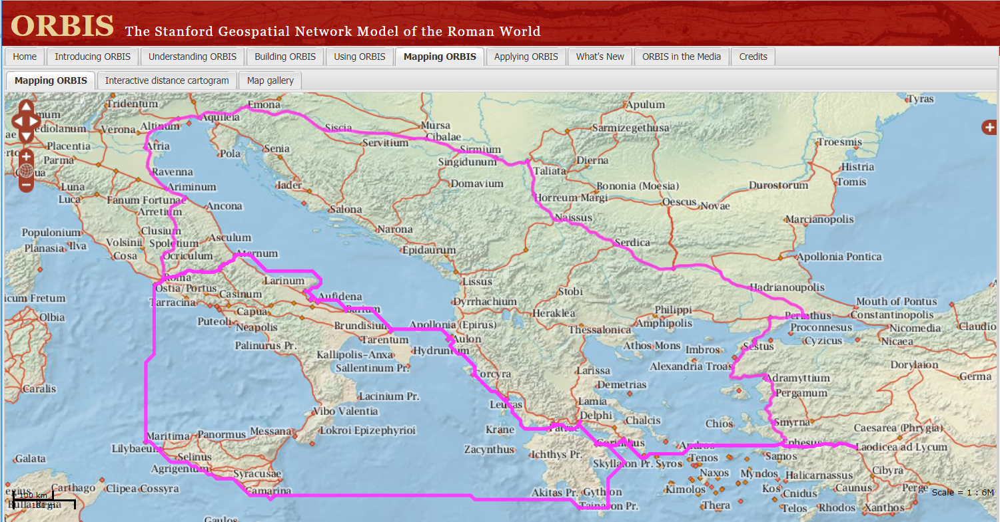 ORBIS The Stanford Geospatial Network Model of the Roman World
Home Introducing ORBIS Understanding ORBIS Building ORBIS Using ORBIS Mapping ORBIS Applying ORBIS What's New ORBIS in the Media Credits
Mapping ORBIS Interactive distance cartogram Map gallery
Tyras
Tridentum Emona Apulum
Aquileia
Verona Altinum Siscia Mursa Sarmizegethusa
Placentia Atria Senia Servitium Cibalae Troesmis
Parma Pola Sirmium
Singidunum Dierna Histria
Ravenna Taliata
Luna Ariminum Iader Domavium Bononia (Moesia) Durostorum Tomis
Luca Fanum Fortunae Ancona Horreum Margi Oescus Novae
Arretium Salona Naissus Marcianopolis
Populonium Clusium Narona
Planasia Ilva Volsinii Spoletium Asculum Serdica
Cosa Ocriculum Aternum Epidaurum Apollonia Pontica
Roma Larinum Lissus Hadrianoupolis
Ostia/Portus Casinum Aufidena Stobi
Tarracina Dyrrhachium Mouth of Pontus
icum Fretum Capua Barium Heraklea Philippi Perinthus Constantinopolis
Olbia Puteoli Neapolis Brundisium Apollonia (Epirus) Thessalonica Amphipolis Proconnesus Nicomedia Claudio
Tarentum Aulon Cyzicus Nicaea
Palinurus Pr. Kallipolis-Anxa Hydruntum Athos Mons Imbros Sestus
Sallentinum Pr. Corcyra Larissa Alexandria Troas Dorylaion
Caralis Demetrias Adramyttium Germa
Lacinium Pr. Leucas Lamia Pergamum
Vibo Valentia Delphi
Maritima Panormus Messana Lokroi Epizephyrioi Krane Patrae Chalcis Chios Smyrna Caesarea (Phrygia)
Lilybaeum Zacynthus Corinthus Andros Ephesus Laodicea ad Lycum
Galata Selinus Ichthys Pr. Skyllaion Pr. Syros Tenos Samos
Agrigentum Syracusae Naxos Myndos Halicarnassus Cibyra
Carthago Clipea Cossyra Camarina Akitas Pr. Gythion Kimolos Kos Cnidus Caunus Perge
Tainaron Pr. Thera Telos Rhodos Xanthos
Gaulos
100 km
Scale = 1 : 6M